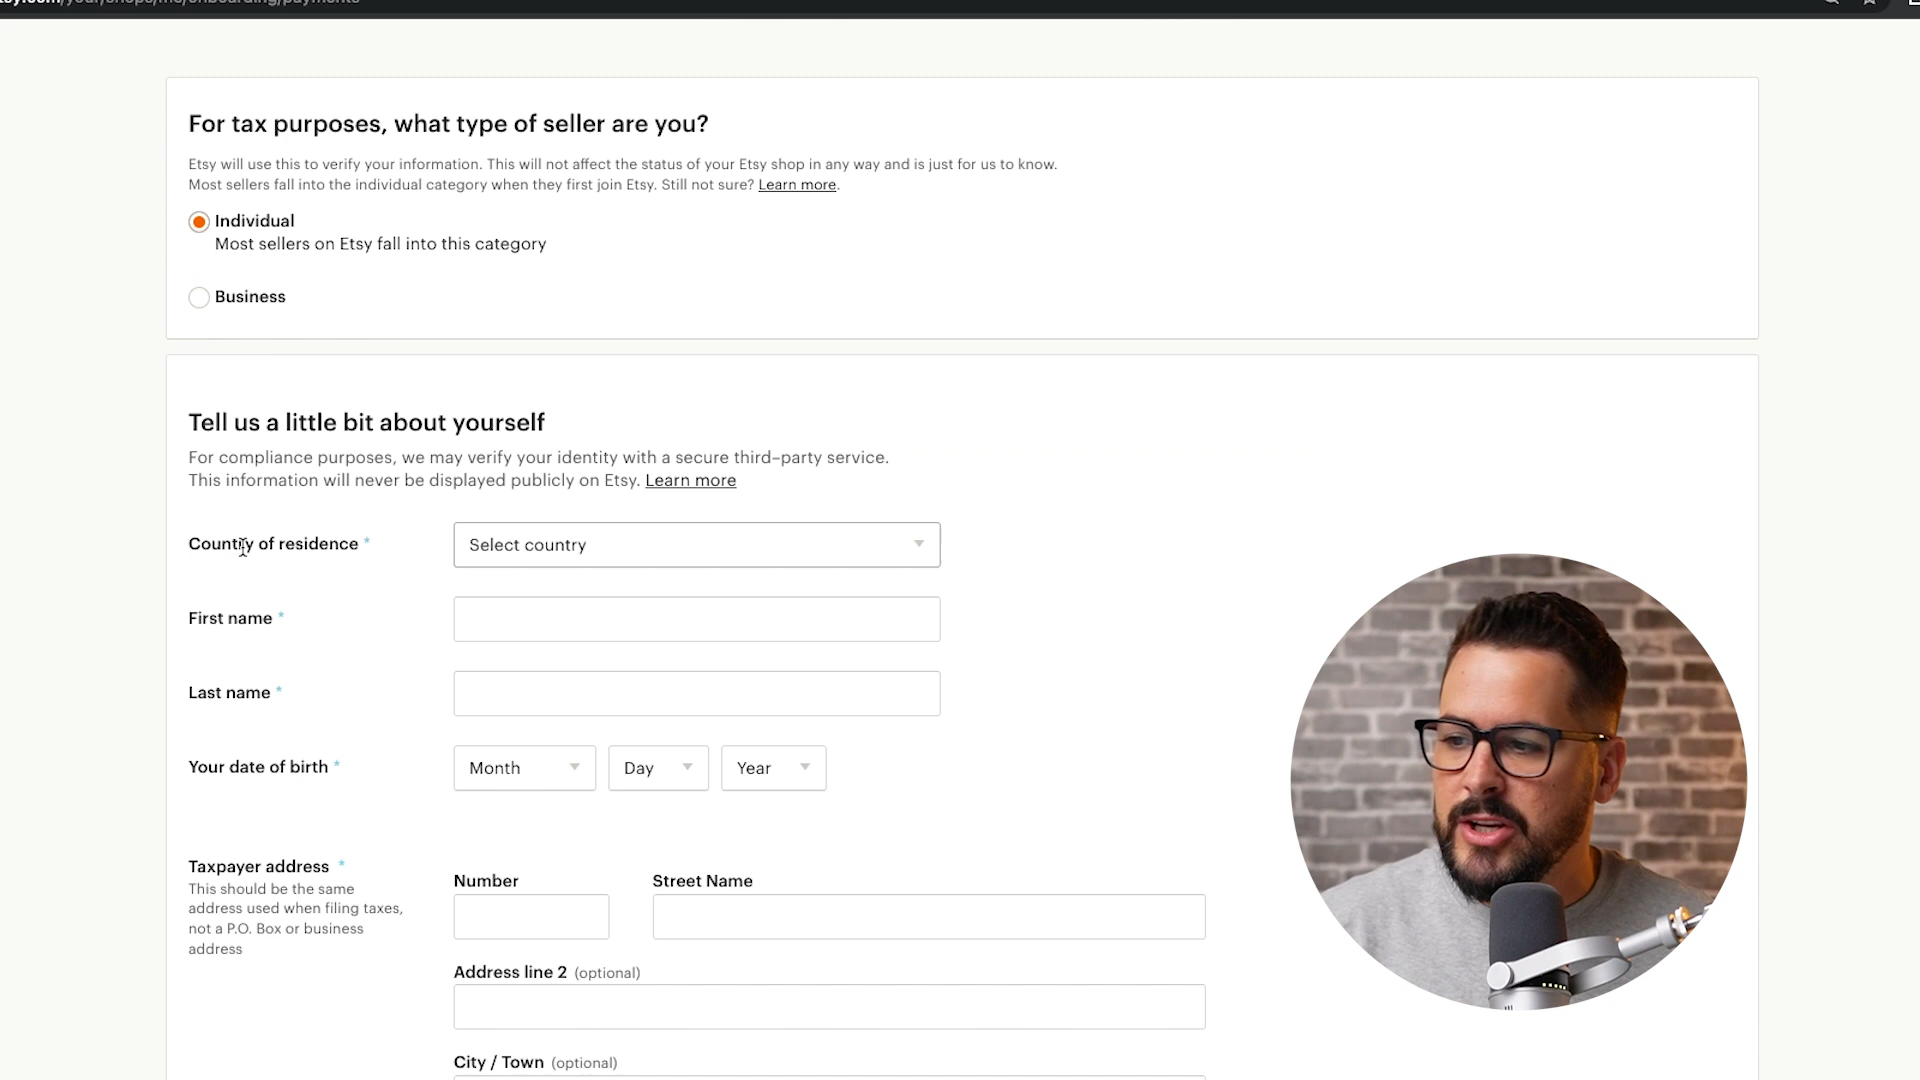 For tax purposes, what type of seller are you?
Etsy will use this to verify your information. This will not affect the status of your Etsy shop in any way and is just for us to know.
Most sellers fall into the individual category when they first join Etsy. Still not sure? Learn more.
Individual
Most sellers on Etsy fall into this category
Business
Tell us a little bit about yourself
For compliance purposes, we may verify your identity with a secure third-party service.
This information will never be displayed publicly on Etsy. Learn more
Country of residence *
Select country
First name *
Last name *
Your date of birth *
Month
Day
Year
Taxpayer address *
This should be the same
address used when filing taxes,
not a P.O. Box or business
address
Number
Street Name
Address line 2 (optional)
City / Town (optional)